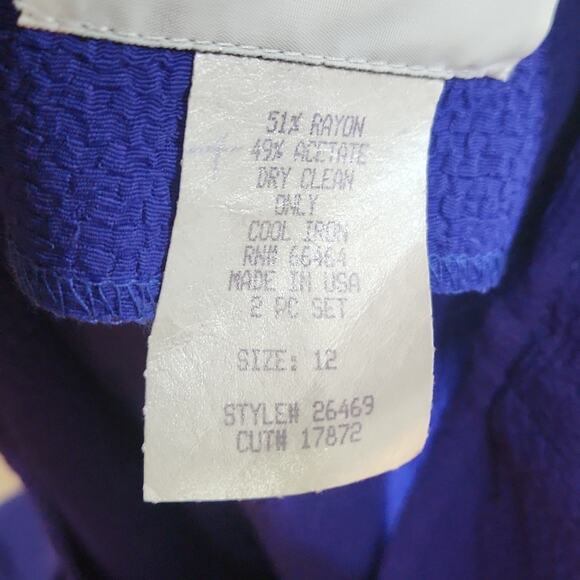 51% RAYON
49% ACETATE
DRY CLEAN
ONLY
COOL IRON
RN# 66464
MADE IN USA
2 PC SET
SIZE: 12
STYLE# 26469
CUT# 17872